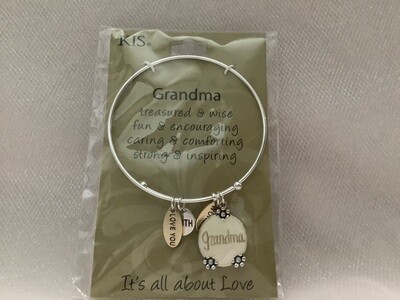 KIS®
Grandma
treasured & wise
fun & encouraging
caring & comforting
strong & inspiring
LOVE YOU
Grandma
It's all about Love